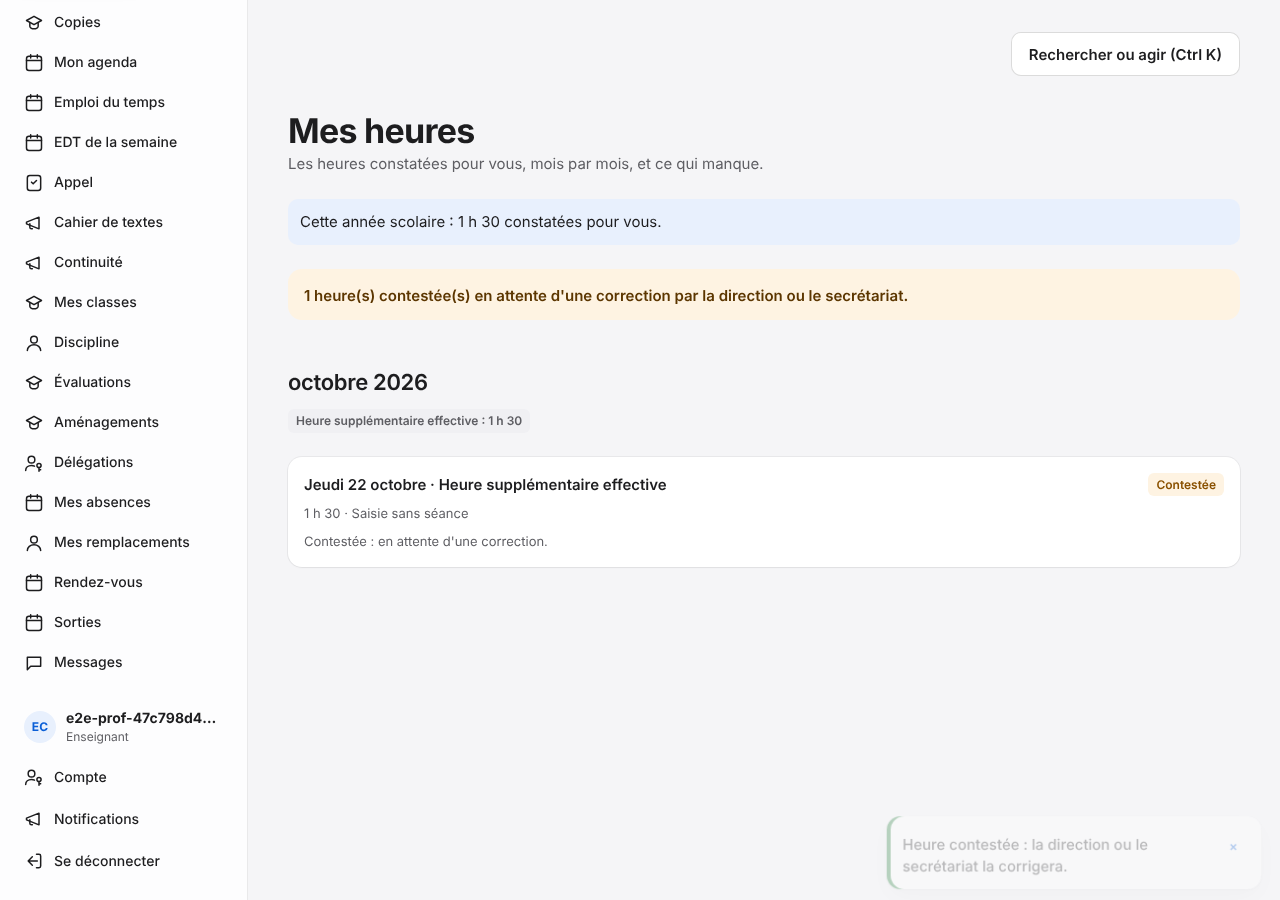 Copies
Mon agenda
Emploi du temps
EDT de la semaine
Appel
Cahier de textes
Continuité
Mes classes
Discipline
Évaluations
Aménagements
Délégations
Mes absences
Mes remplacements
Rendez-vous
Sorties
Messages
EC
e2e-prof-47c798d4...
Enseignant
Compte
Notifications
Se déconnecter
Rechercher ou agir (Ctrl K)
Mes heures
Les heures constatées pour vous, mois par mois, et ce qui manque.
Cette année scolaire : 1 h 30 constatées pour vous.
1 heure(s) contestée(s) en attente d'une correction par la direction ou le secrétariat.
octobre 2026
Heure supplémentaire effective : 1 h 30
Jeudi 22 octobre · Heure supplémentaire effective
Contestée
1 h 30 · Saisie sans séance
Contestée : en attente d'une correction.
Heure contestée : la direction ou le
secrétariat la corrigera.
×